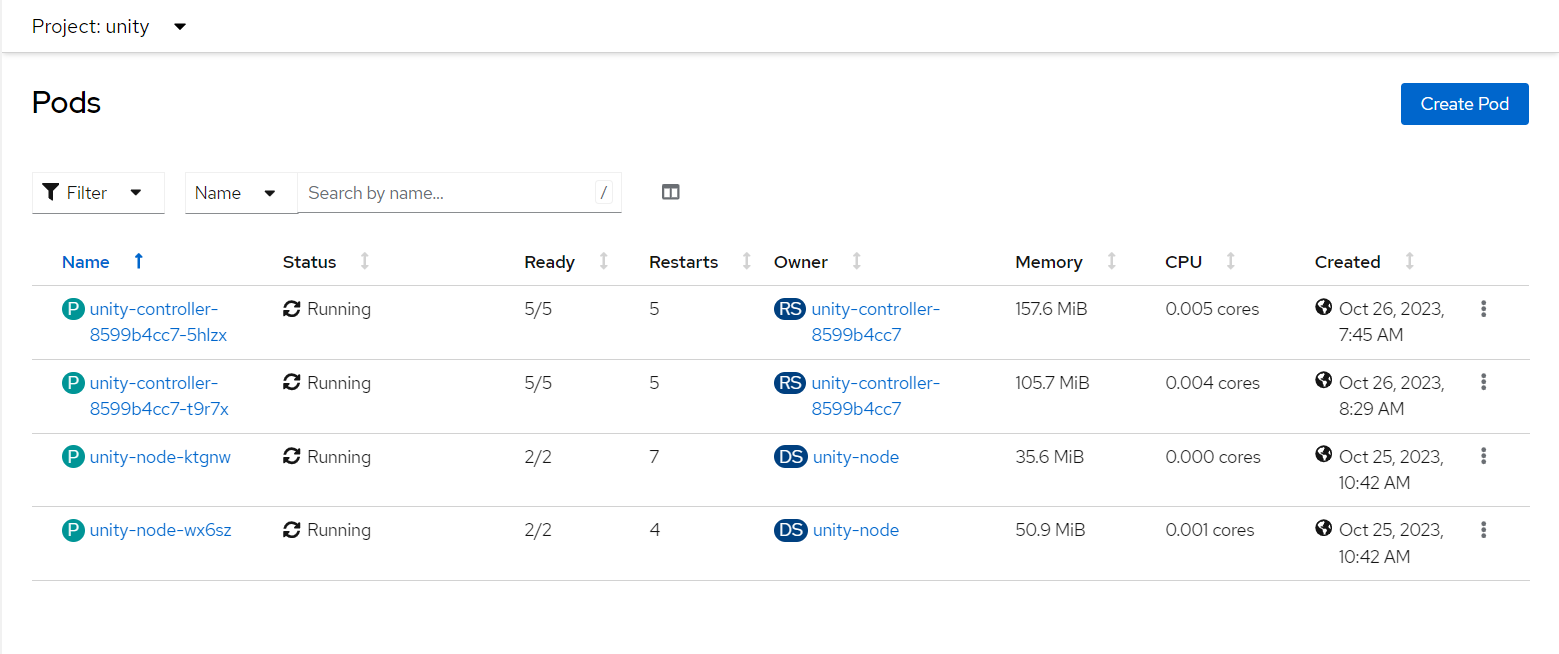 Project: unity
Pods
Create Pod
Filter
Name
Search by name...
/
Name Status Ready Restarts Owner Memory CPU Created
P unity-controller- Running 5/5 5 RS unity-controller- 157.6 MiB 0.005 cores Oct 26, 2023,
8599b4cc7-5hlzx 8599b4cc7 7:45 AM
P unity-controller- Running 5/5 5 RS unity-controller- 105.7 MiB 0.004 cores Oct 26, 2023,
8599b4cc7-t9r7x 8599b4cc7 8:29 AM
P unity-node-ktgnw Running 2/2 7 DS unity-node 35.6 MiB 0.000 cores Oct 25, 2023,
10:42 AM
P unity-node-wx6sz Running 2/2 4 DS unity-node 50.9 MiB 0.001 cores Oct 25, 2023,
10:42 AM